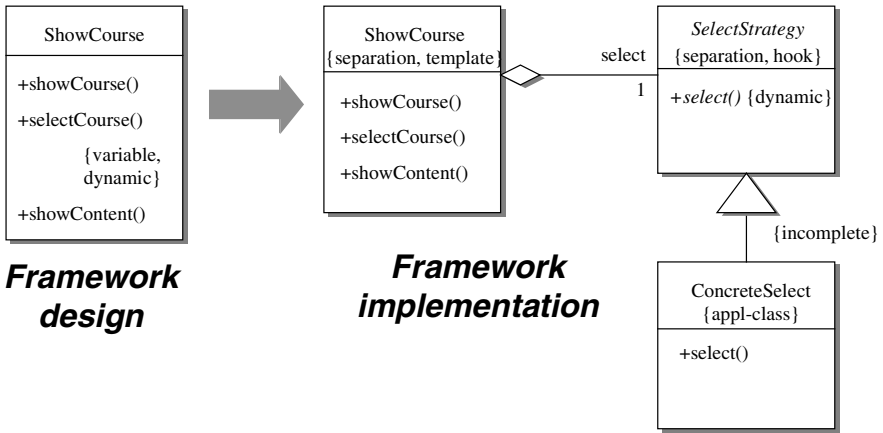 ShowCourse
+showCourse()
+selectCourse()
{variable,
dynamic}
+showContent()
Framework
design
ShowCourse
{separation, template}
+showCourse()
+selectCourse()
+showContent()
Framework
implementation
select
1
SelectStrategy
{separation, hook}
+select() {dynamic}
{incomplete}
ConcreteSelect
{appl-class}
+select()